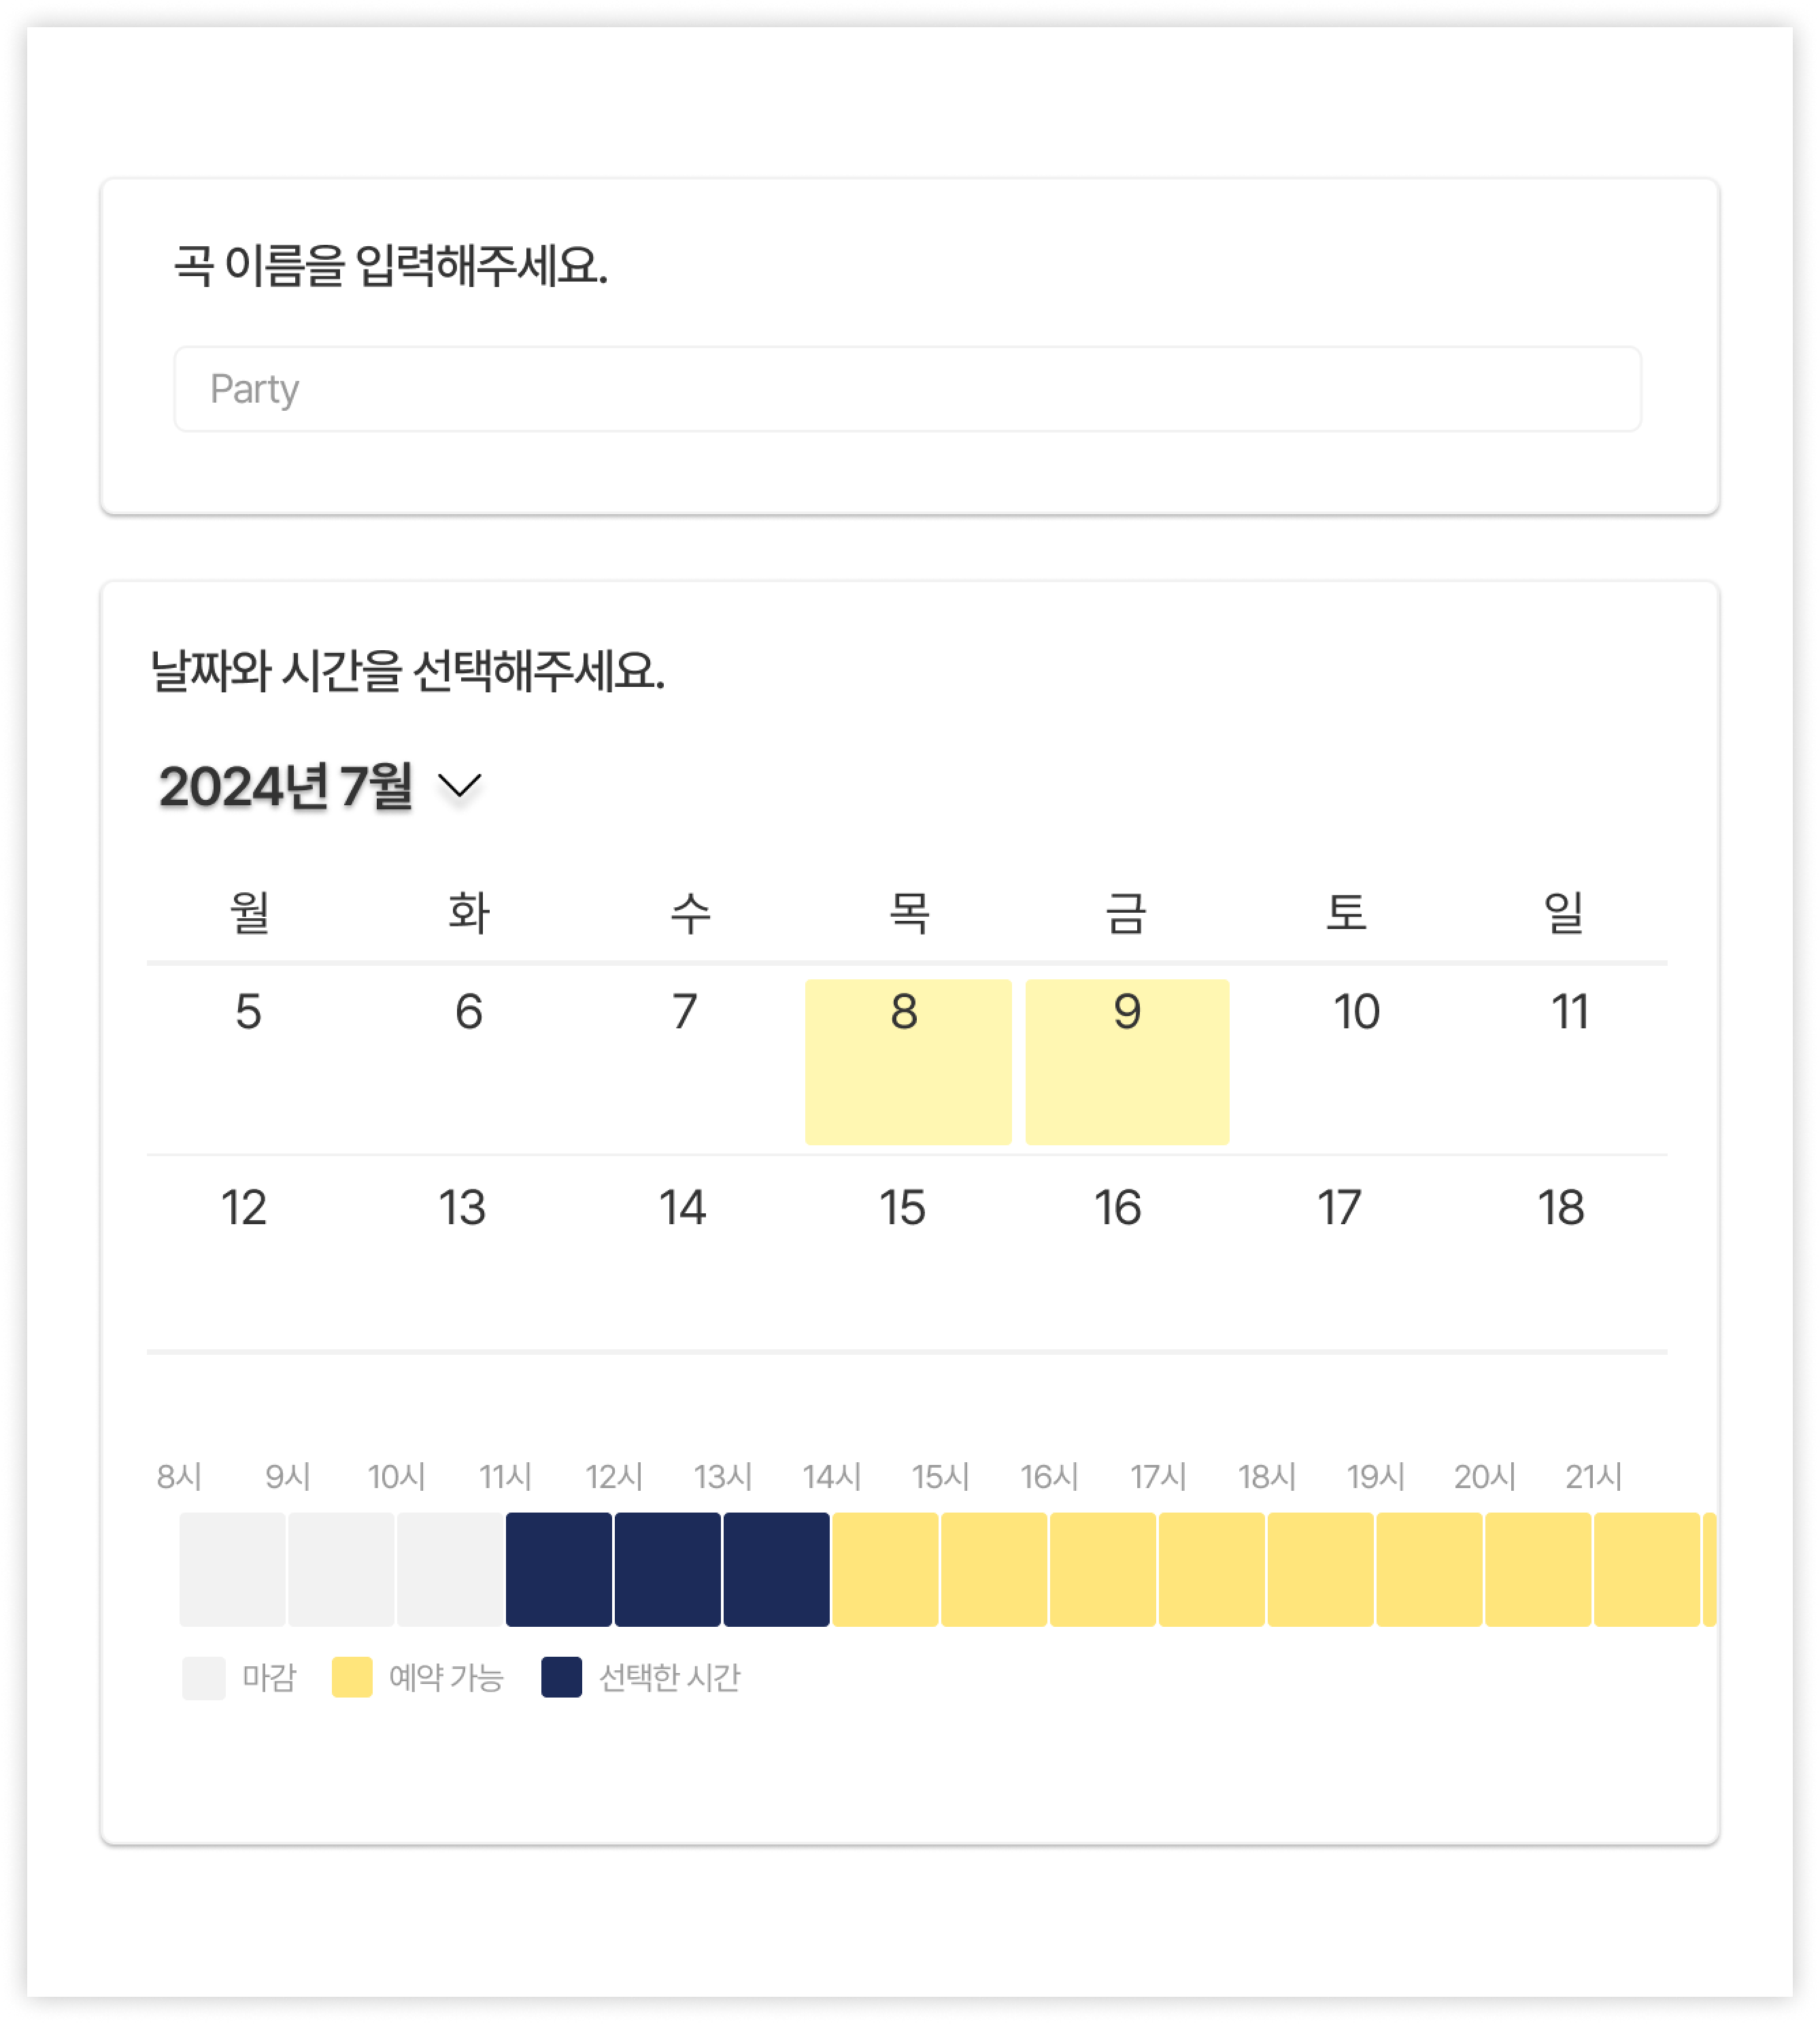 곡 이름을 입력해주세요.
Party
날짜와 시간을 선택해주세요.
2024년 7월
월 화 수 목 금 토 일
5 6 7 8 9 10 11
12 13 14 15 16 17 18
8시 9시 10시 11시 12시 13시 14시 15시 16시 17시 18시 19시 20시 21시
마감 예약 가능 선택한 시간